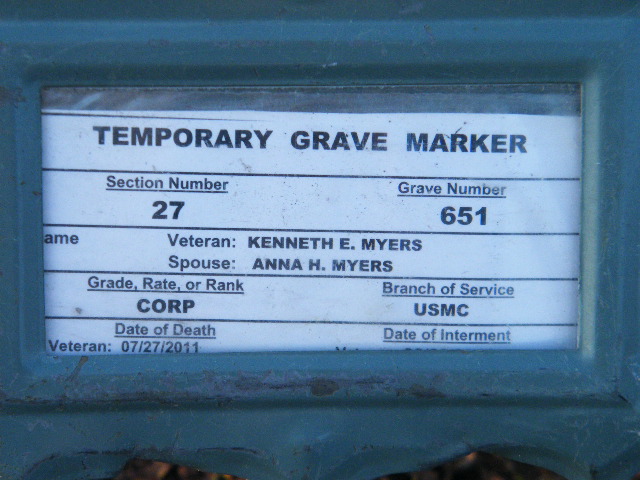 TEMPORARY GRAVE MARKER
Section Number Grave Number
27 651
ame Veteran: KENNETH E. MYERS
Spouse: ANNA H. MYERS
Grade, Rate, or Rank Branch of Service
CORP USMC
Date of Death Date of Interment
Veteran: 07/27/2011